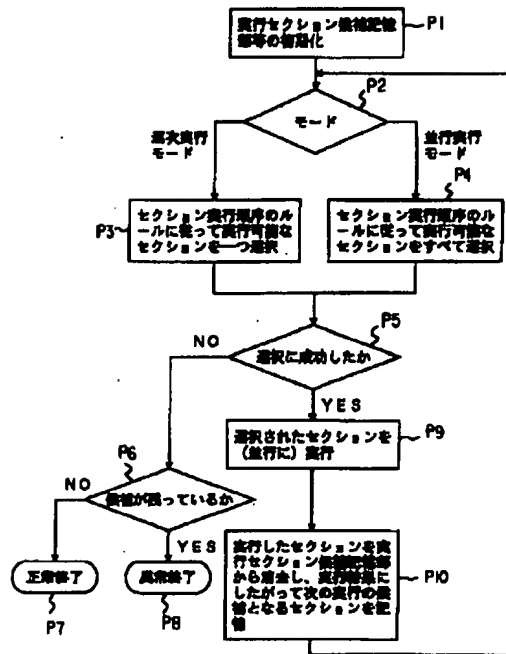 実行セクション候補記憶
部等の初期化
P1
P2
モード
逐次実行
モード
並行実行
モード
P4
P3
セクション実行順序のル
ールに従って実行可能な
セクションを一つ選択
セクション実行順序のル
ールに従って実行可能な
セクションをすべて選択
P5
NO
選択に成功したか
YES
P9
選択されたセクションを
(並行に)実行
P6
NO
候補が残っているか
YES
正常終了
異常終了
P7
P8
実行したセクションを実
行セクション候補記憶部
から消去し、実行結果に
したがって次の実行の候
補となるセクションを記
憶
P10